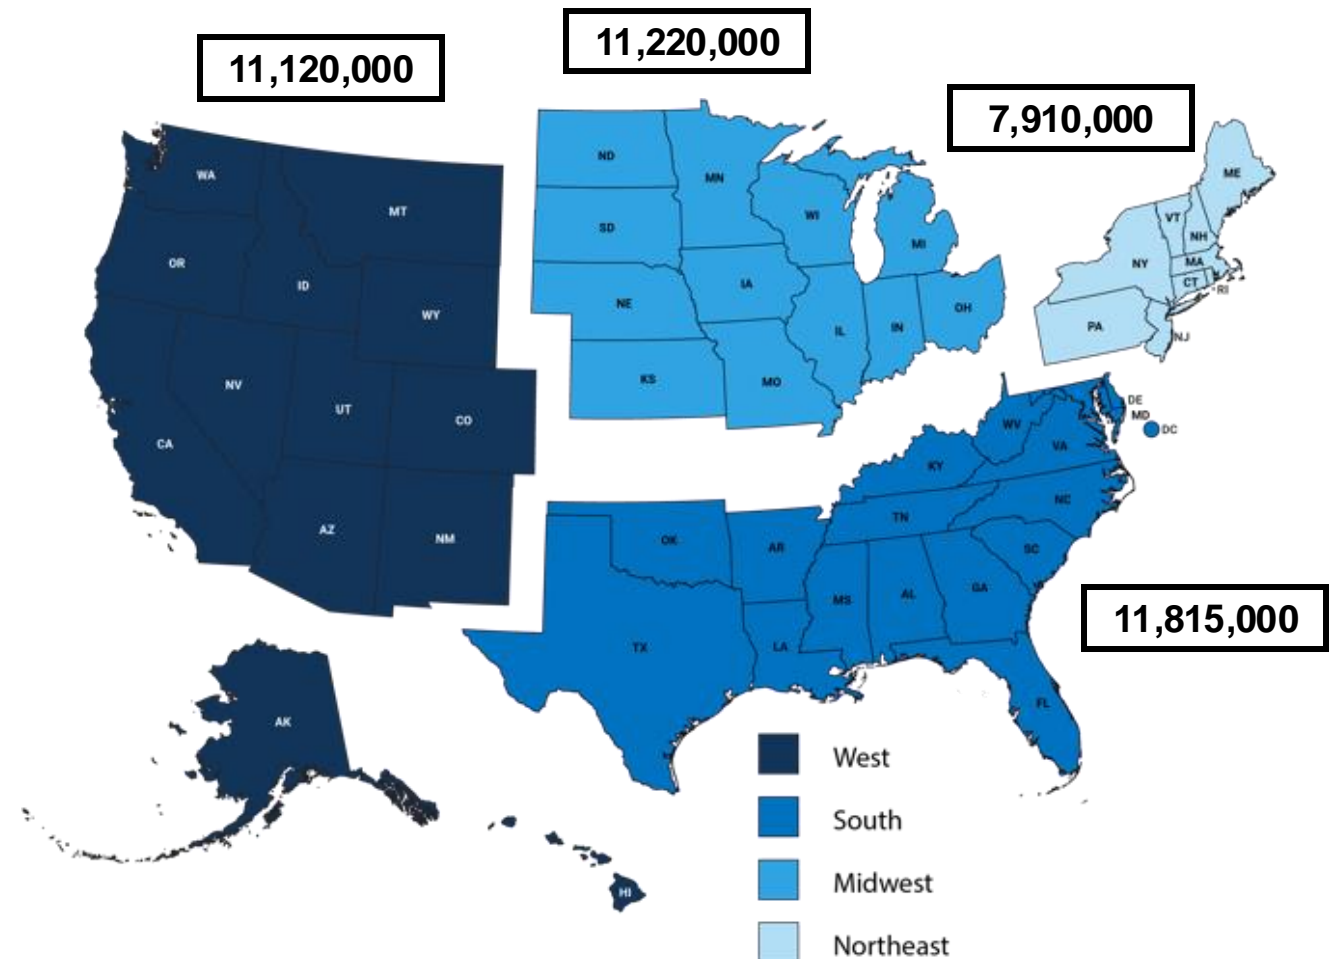 11,220,000
11,120,000
7,910,000
WA
MT
OR
ID
WY
NV
UT
CO
CA
AZ
NM
AK
HI
ND
MN
SD
WI
MI
NE
IA
IL
IN
OH
KS
MO
ME
VT
NH
NY
MA
CT
RI
PA
NJ
DE
MD
DC
WV
VA
KY
NC
TN
SC
OK
AR
MS
AL
GA
TX
LA
FL
11,815,000
West
South
Midwest
Northeast